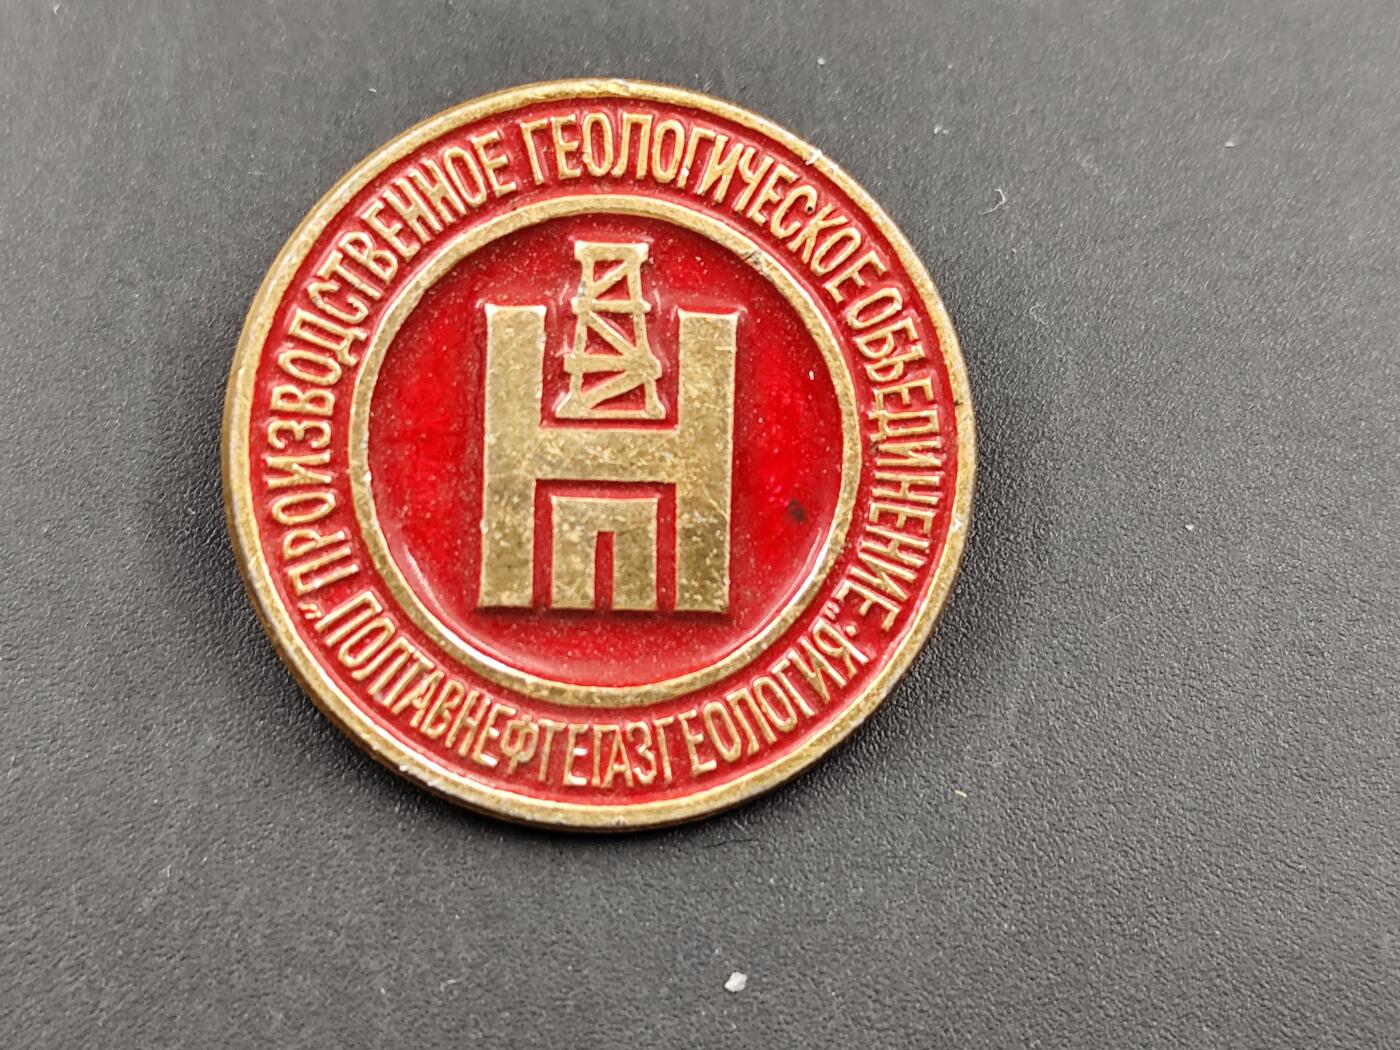 ПРОИЗВОДСТВЕННОЕ ГЕОЛОГИЧЕСКОЕ ОБЪЕДИНЕНИЕ
„ПОЛТАВНЕФТЕГАЗГЕОЛОГИЯ“